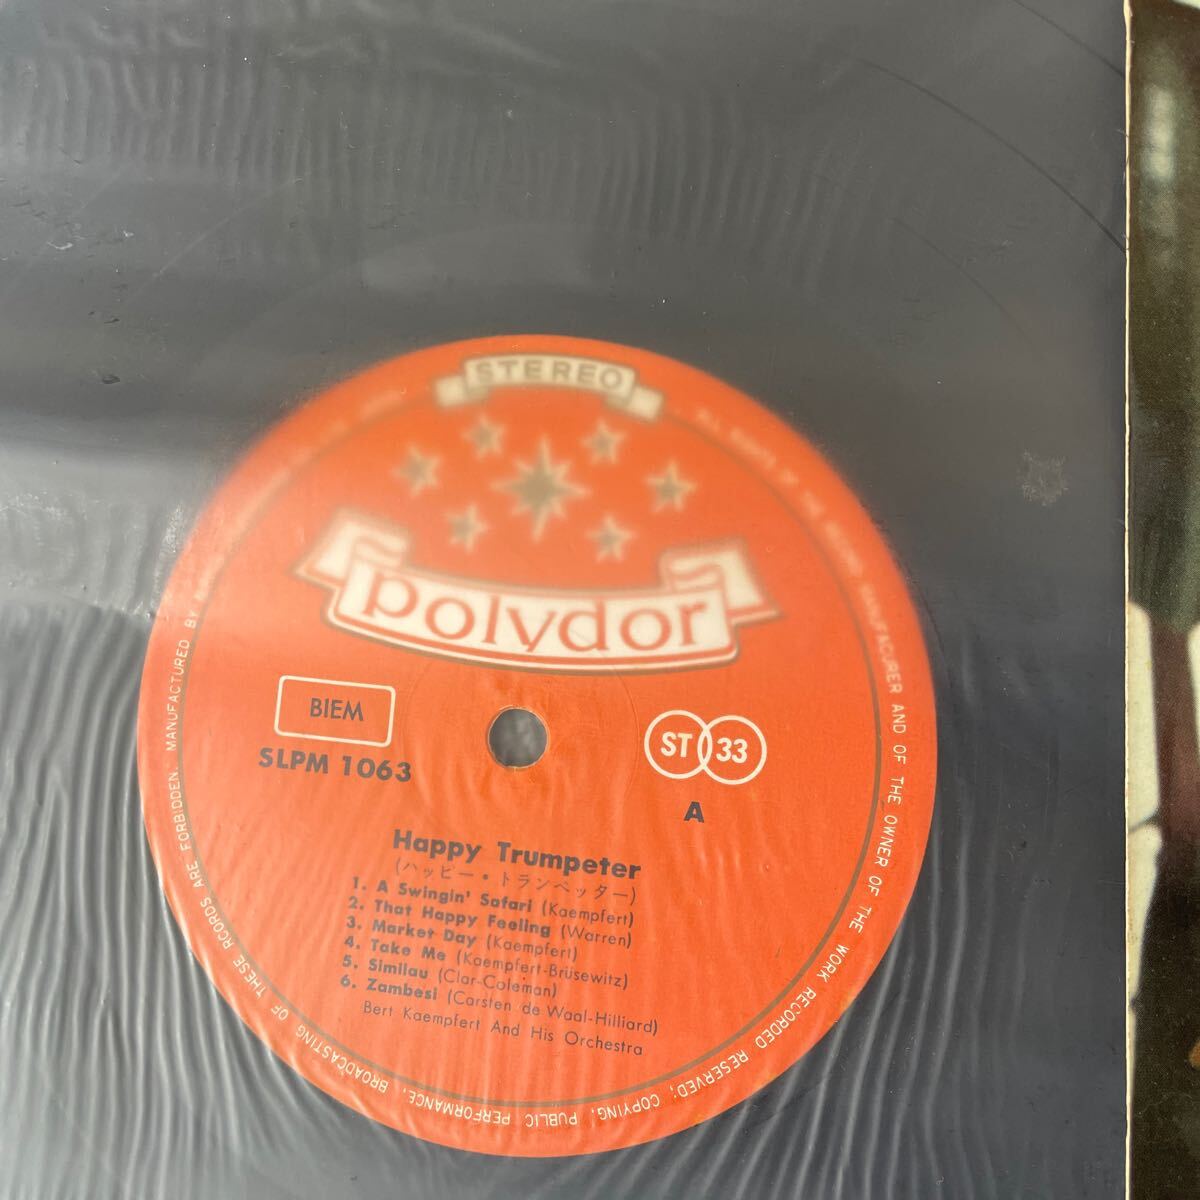 STEREO
polydor
BIEM
SLPM 1063
ST 33
A
Happy Trumpeter
(ハッピー・トランペッター)
1. A Swingin' Safari (Kaempfert)
2. That Happy Feeling (Warren)
3. Market Day (Kaempfert)
4. Take Me (Kaempfert-Brüsewitz)
5. Similau (Clar-Coleman)
6. Zambesi (Carsten de Waal-Hilliard)
Bert Kaempfert And His Orchestra
ALL RIGHTS OF THE RECORD MANUFACURER AND OF THE OWNER OF THE WORK RECORDED RESERVED; COPYING, PUBLIC PERFORMANCE, BROADCASTING OF THESE RCORDS ARE FORBIDDEN. MANUFACTURED BY